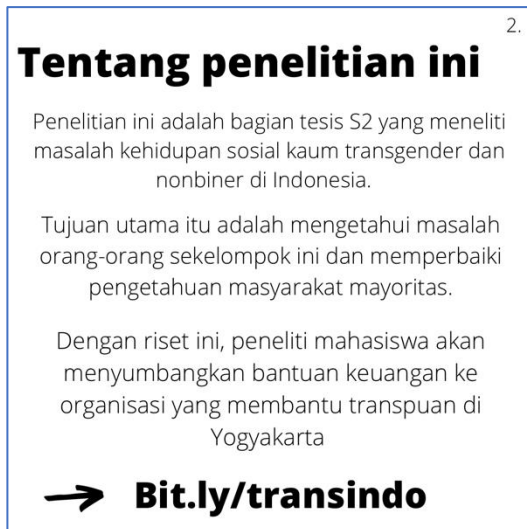 2.
Tentang penelitian ini
Penelitian ini adalah bagian tesis S2 yang meneliti
masalah kehidupan sosial kaum transgender dan
nonbiner di Indonesia.
Tujuan utama itu adalah mengetahui masalah
orang-orang sekelompok ini dan memperbaiki
pengetahuan masyarakat mayoritas.
Dengan riset ini, peneliti mahasiswa akan
menyumbangkan bantuan keuangan ke
organisasi yang membantu transpuan di
Yogyakarta
Bit.ly/transindo